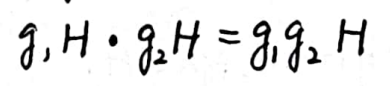 g₁H · g₂H = g₁g₂ H